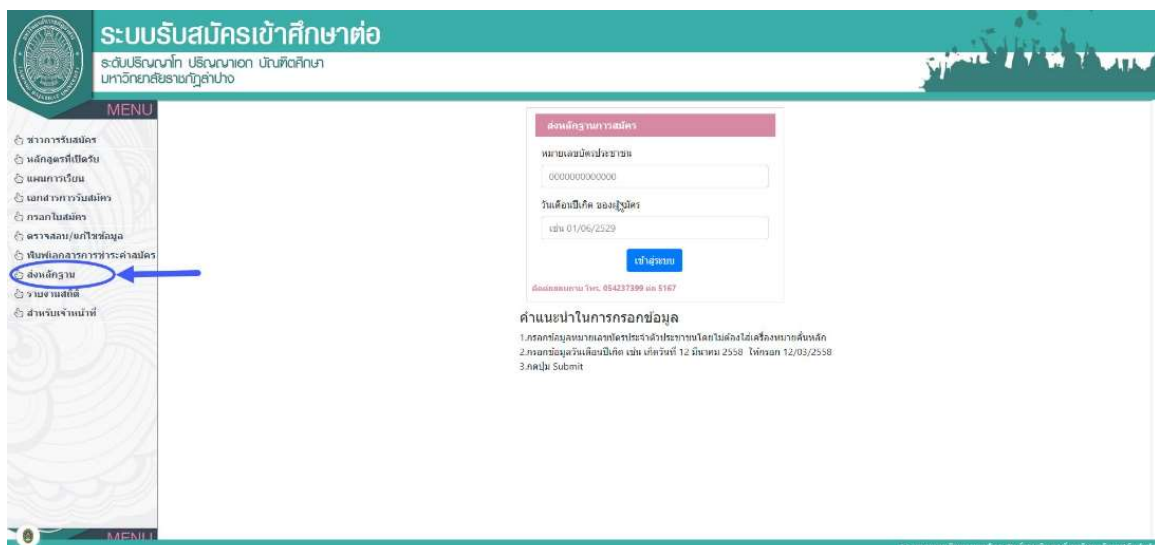 ระบบรับสมัครเข้าศึกษาต่อ
ระดับปริญญาโท ปริญญาเอก บัณฑิตศึกษา
มหาวิทยาลัยราชภัฏลำปาง
MENU
ข่าวการรับสมัคร
หลักสูตรที่เปิดรับ
แผนการเรียน
เอกสารการรับสมัคร
กรอกใบสมัคร
ตรวจสอบ/แก้ไขข้อมูล
พิมพ์เอกสารการชำระค่าสมัคร
ส่งหลักฐาน
รายงานสถิติ
สำหรับเจ้าหน้าที่
ส่งหลักฐานการสมัคร
หมายเลขบัตรประชาชน
0000000000000
วันเดือนปีเกิด ของผู้สมัคร
เช่น 01/06/2529
เข้าสู่ระบบ
ติดต่อสอบถาม โทร. 054237399 ต่อ 5167
คำแนะนำในการกรอกข้อมูล
1.กรอกข้อมูลหมายเลขบัตรประจำตัวประชาชนโดยไม่ต้องใส่เครื่องหมายคั่นหลัก
2.กรอกข้อมูลวันเดือนปีเกิด เช่น เกิดวันที่ 12 มีนาคม 2558 ให้กรอก 12/03/2558
3.กดปุ่ม Submit
MENU